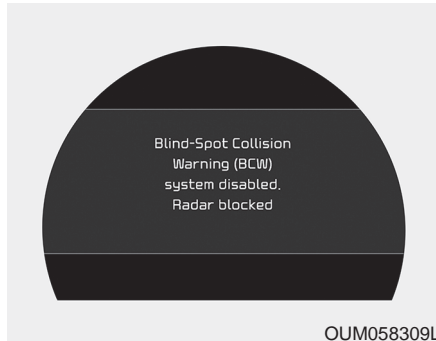 Blind-Spot Collision
Warning (BCW)
system disabled.
Radar blocked
OUM058309L